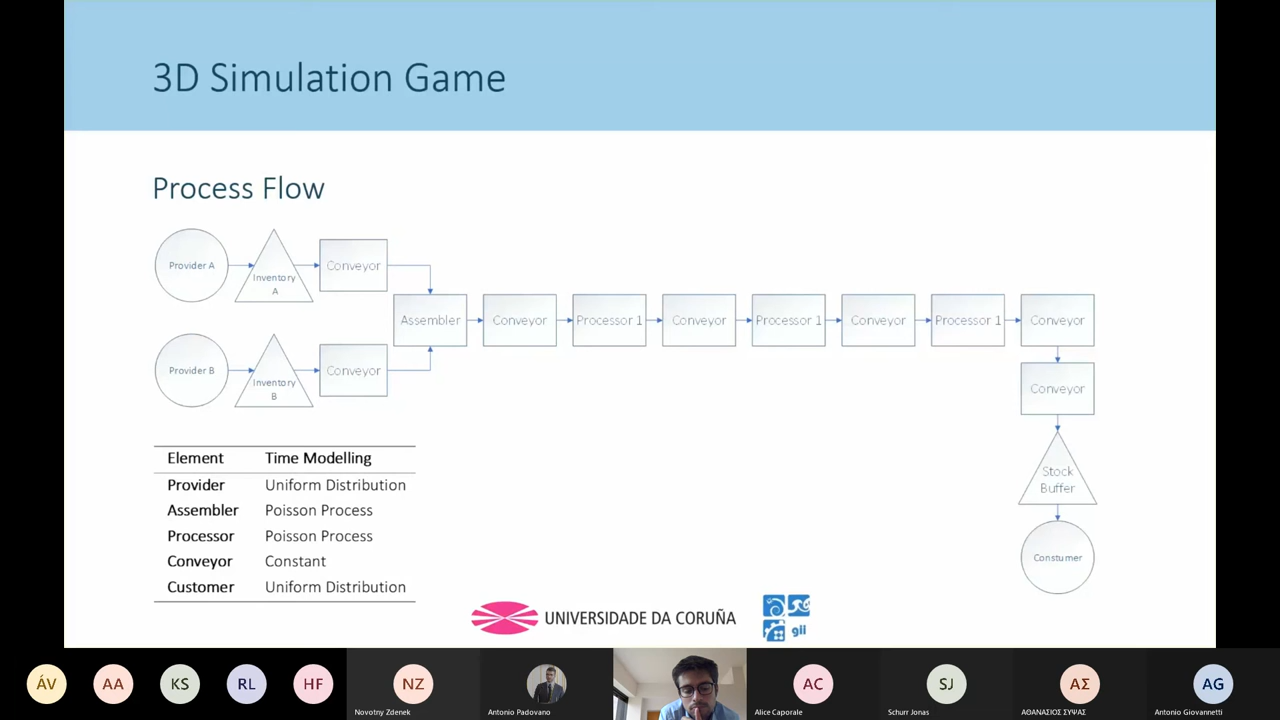 3D Simulation Game
Process Flow
Provider A
Inventory
A
Conveyor
Provider B
Inventory
B
Conveyor
Assembler
Conveyor
Processor 1
Conveyor
Processor 1
Conveyor
Processor 1
Conveyor
Conveyor
Stock
Buffer
Constumer
Element Time Modelling
Provider Uniform Distribution
Assembler Poisson Process
Processor Poisson Process
Conveyor Constant
Customer Uniform Distribution
UNIVERSIDADE DA CORUÑA
gii
ÁV
AA
KS
RL
HF
NZ
Novotny Zdenek
Antonio Padovano
AC
Alice Caporale
SJ
Schurr Jonas
ΑΣ
ΑΘΑΝΑΣΙΟΣ ΣΥΨΑΣ
AG
Antonio Giovannetti